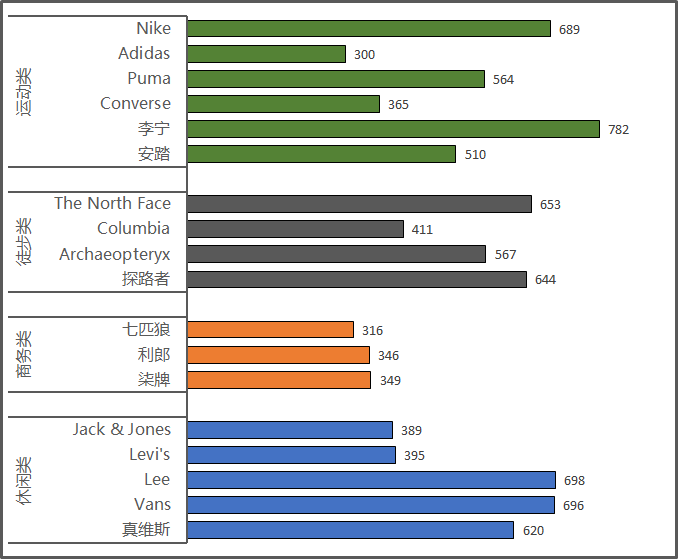 运动类
Nike 689
Adidas 300
Puma 564
Converse 365
李宁 782
安踏 510
徒步类
The North Face 653
Columbia 411
Archaeopteryx 567
探路者 644
商务类
七匹狼 316
利郎 346
柒牌 349
休闲类
Jack & Jones 389
Levi's 395
Lee 698
Vans 696
真维斯 620